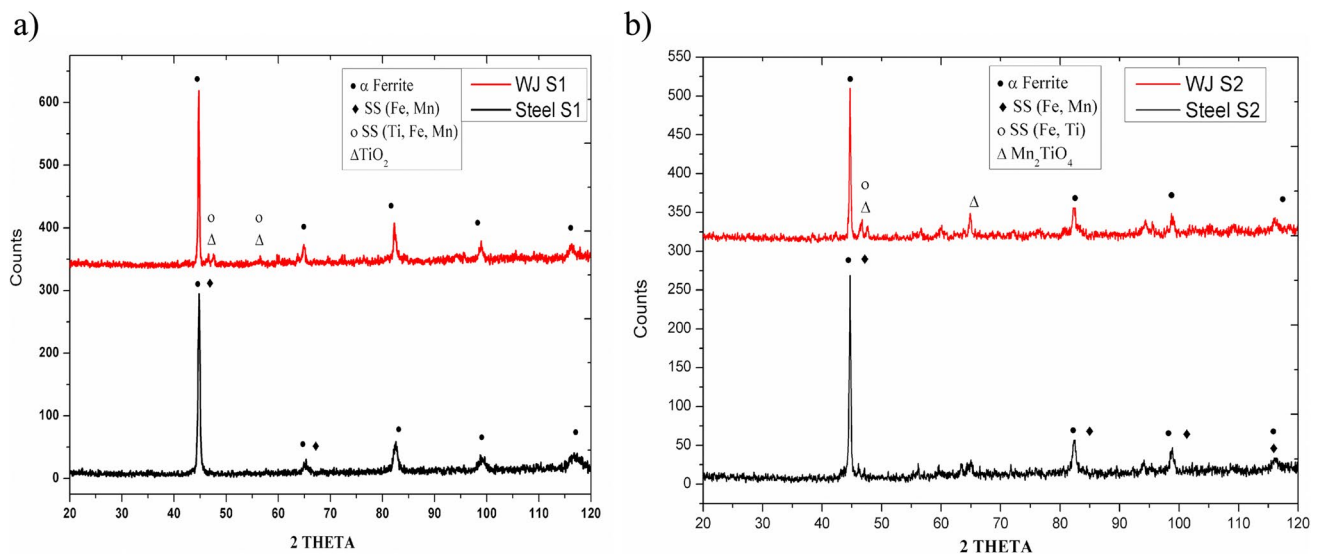 a)
Counts
600
450
300
200
100
0
α Ferrite
SS (Fe, Mn)
o SS (Ti, Fe, Mn)
ΔTiO₂
WJ S1
Steel S1
o o
Δ Δ
20 30 40 50 60 70 80 90 100 110 120
2 THETA
b)
Counts
550
500
450
400
350
300
250
200
150
100
50
0
• α Ferrite
♦ SS (Fe, Mn)
o SS (Fe, Ti)
Δ Mn₂TiO₄
WJ S2
Steel S2
o
Δ Δ
20 30 40 50 60 70 80 90 100 110 120
2 THETA